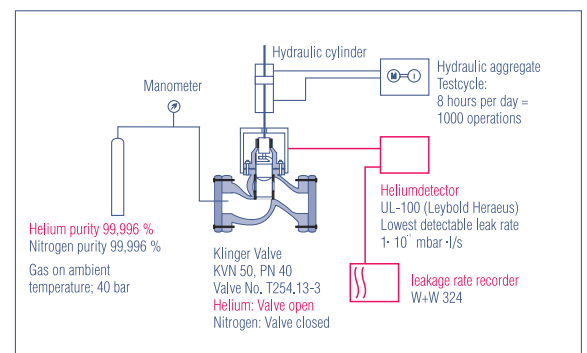 Hydraulic cylinder
Hydraulic aggregate
Testcycle:
8 hours per day =
1000 operations
M
I
Manometer
Helium purity 99,996 %
Nitrogen purity 99,996 %
Gas on ambient
temperature; 40 bar
Klinger Valve
KVN 50, PN 40
Valve No. T254.13-3
Helium: Valve open
Nitrogen: Valve closed
Heliumdetector
UL-100 (Leybold Heraeus)
Lowest detectable leak rate
1· 10 mbar·l/s
leakage rate recorder
W+W 324